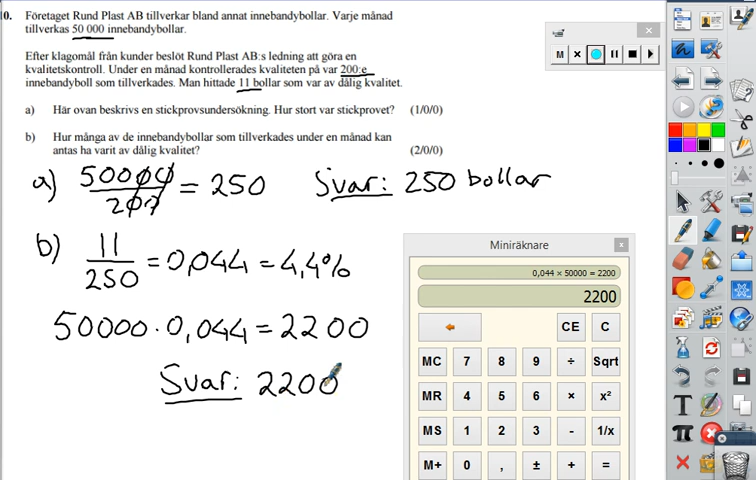 10. Företaget Rund Plast AB tillverkar bland annat innebandybollar. Varje månad
tillverkas 50 000 innebandybollar.
Efter klagomål från kunder beslöt Rund Plast AB:s ledning att göra en
kvalitetskontroll. Under en månad kontrollerades kvaliteten på var 200:e
innebandyboll som tillverkades. Man hittade 11 bollar som var av dålig kvalitet.
a) Här ovan beskrivs en stickprovsundersökning. Hur stort var stickprovet? (1/0/0)
b) Hur många av de innebandybollar som tillverkades under en månad kan
antas ha varit av dålig kvalitet? (2/0/0)
a) 50000/200 = 250 Svar: 250 bollar
b) 11/250 = 0,044 = 4,4%
50000 · 0,044 = 2200
Svar: 2200
M
Miniräknare
0,044 × 50000 = 2200
2200
CE C
MC 7 8 9 ÷ Sqrt
MR 4 5 6 × x²
MS 1 2 3 - 1/x
M+ 0 , ± + =